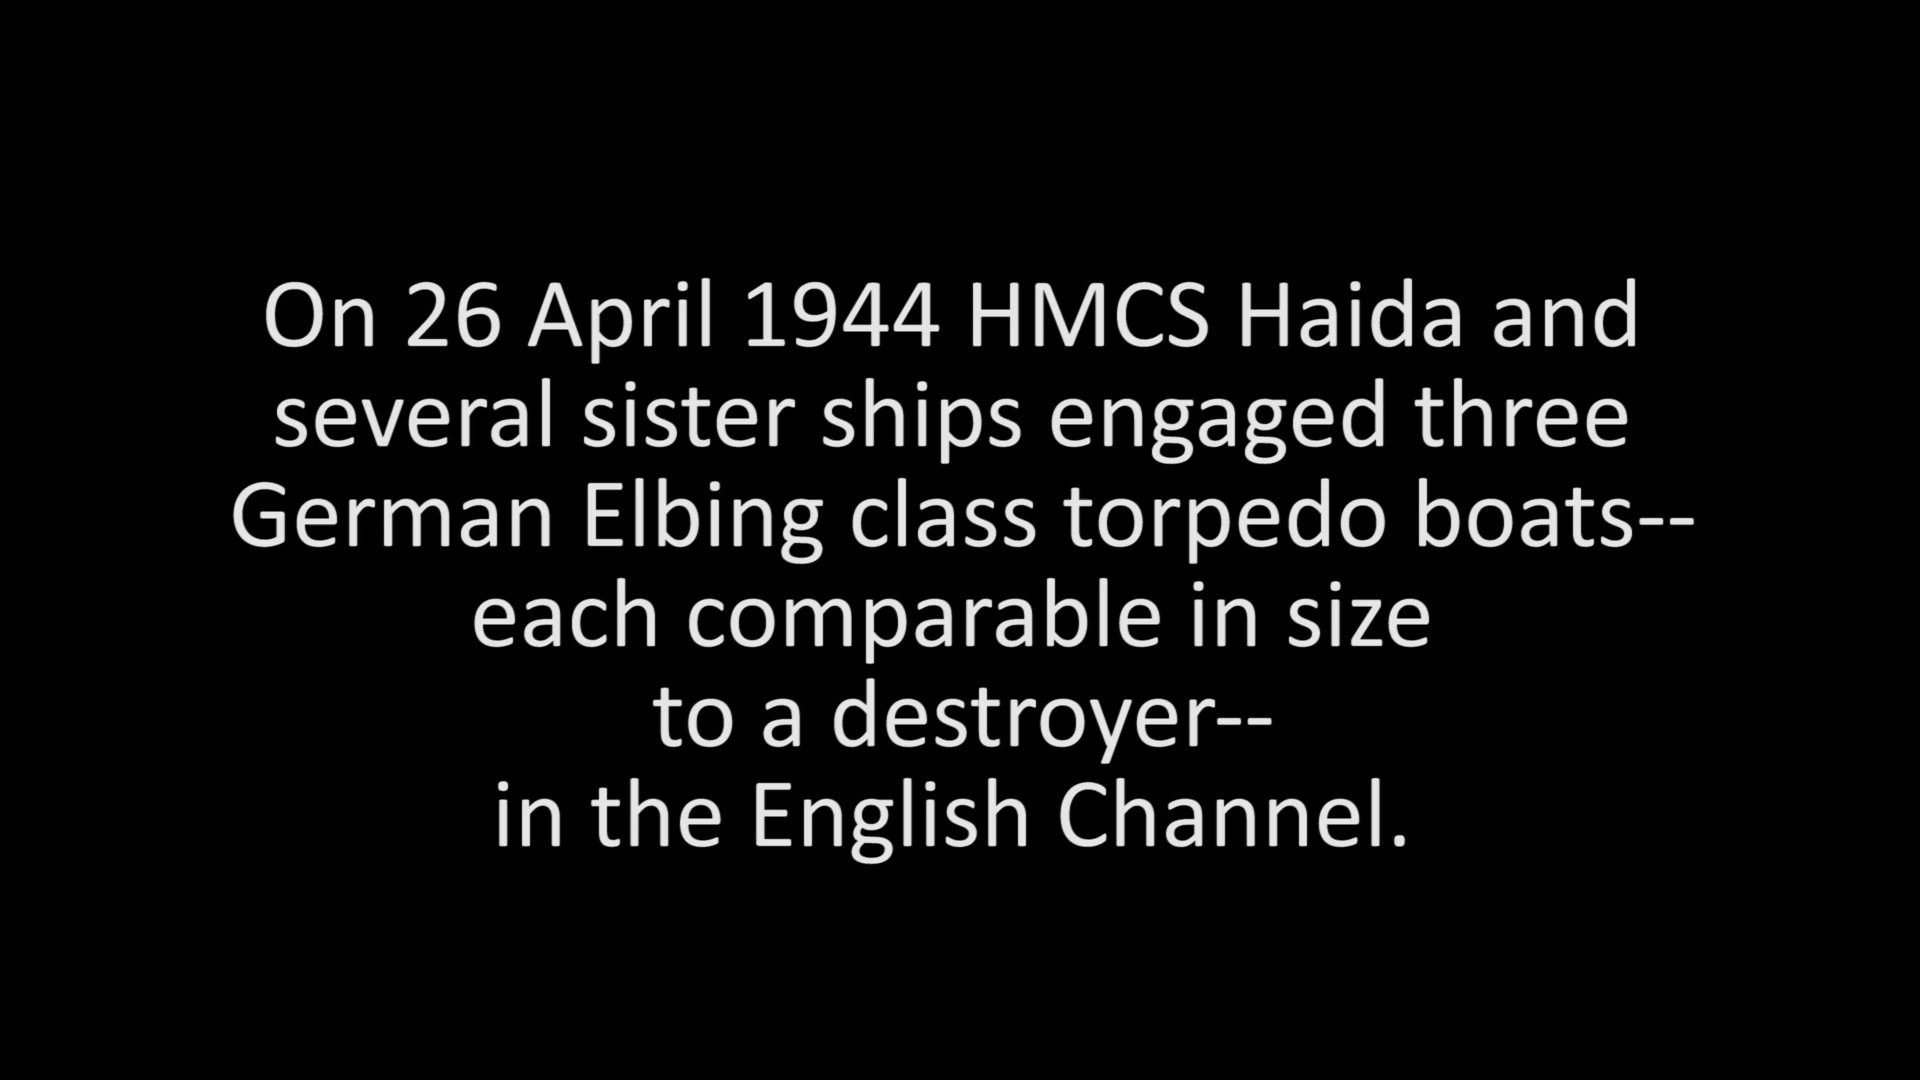 On 26 April 1944 HMCS Haida and
several sister ships engaged three
German Elbing class torpedo boats--
each comparable in size
to a destroyer--
in the English Channel.